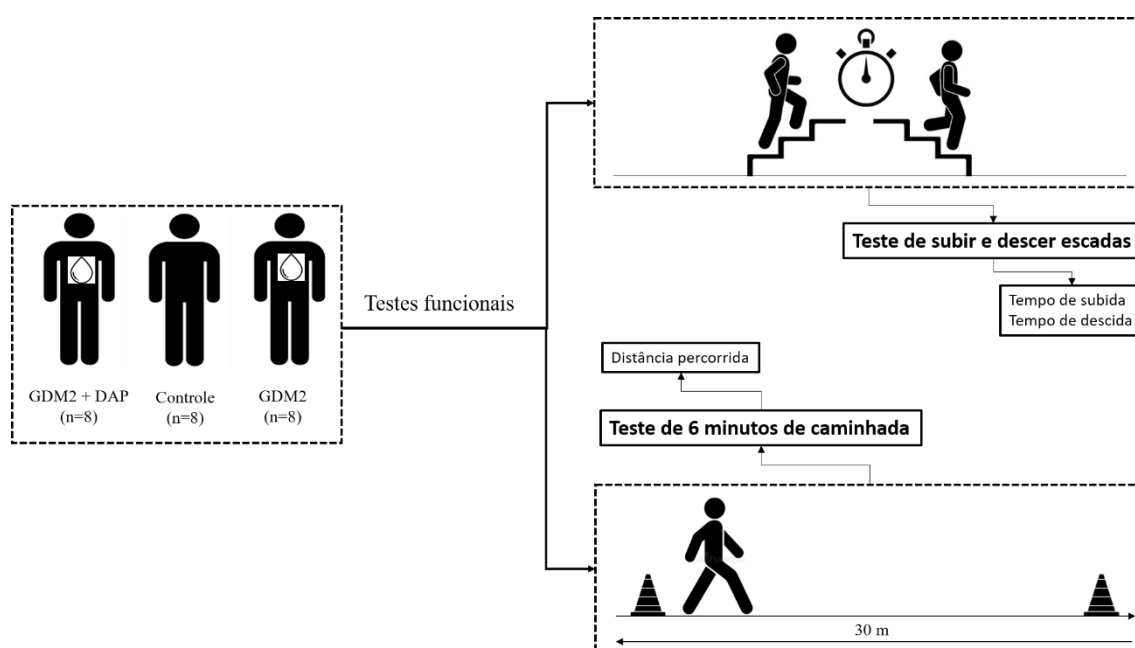 GDM2 + DAP
(n=8)
Controle
(n=8)
GDM2
(n=8)
Testes funcionais
Teste de subir e descer escadas
Tempo de subida
Tempo de descida
Distância percorrida
Teste de 6 minutos de caminhada
30 m